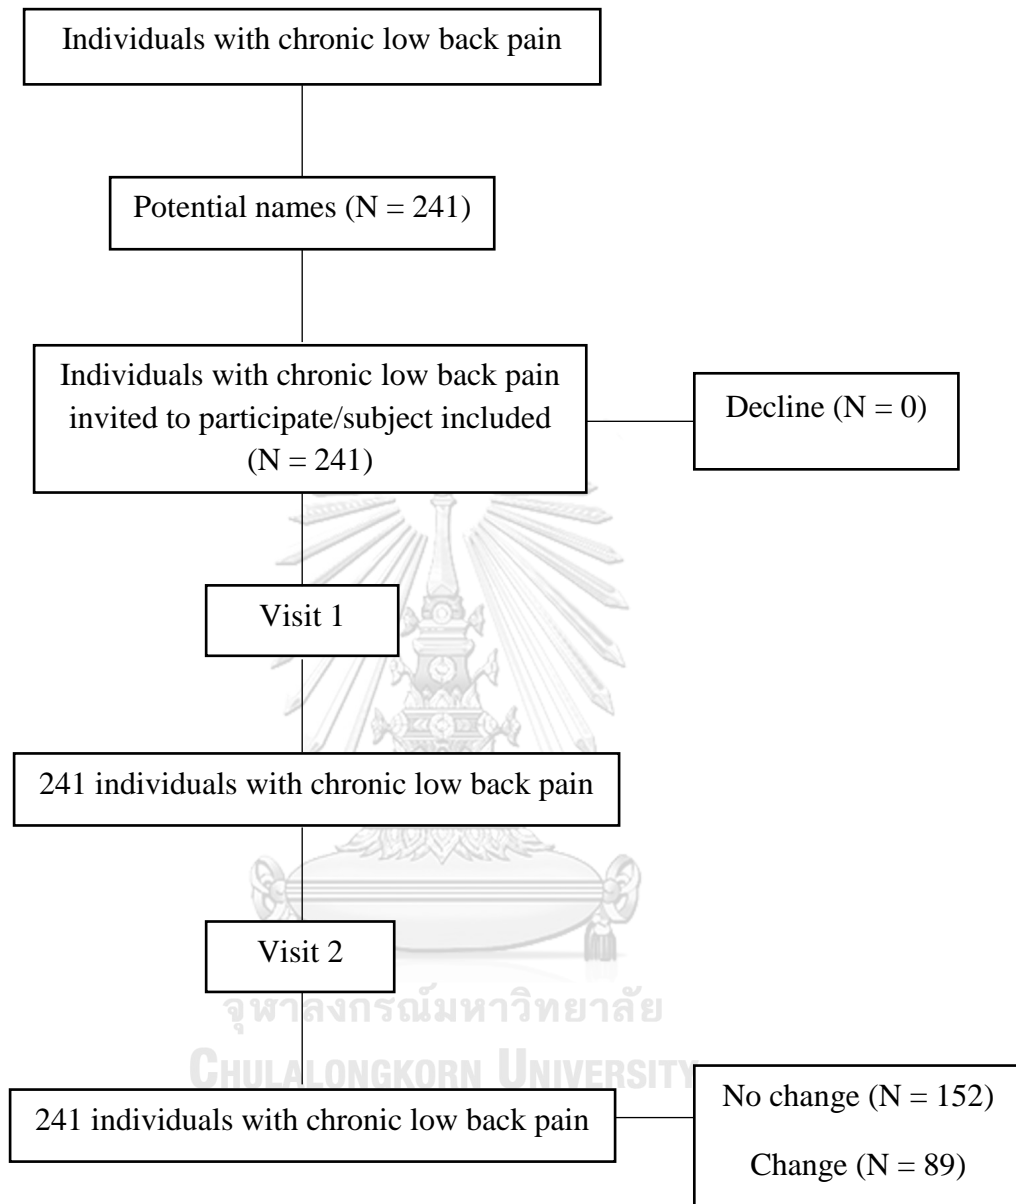 Individuals with chronic low back pain
Potential names (N = 241)
Individuals with chronic low back pain
invited to participate/subject included
(N = 241)
Decline (N = 0)
Visit 1
241 individuals with chronic low back pain
Visit 2
จุฬาลงกรณ์มหาวิทยาลัย
CHULALONGKORN UNIVERSITY
241 individuals with chronic low back pain
No change (N = 152)
Change (N = 89)